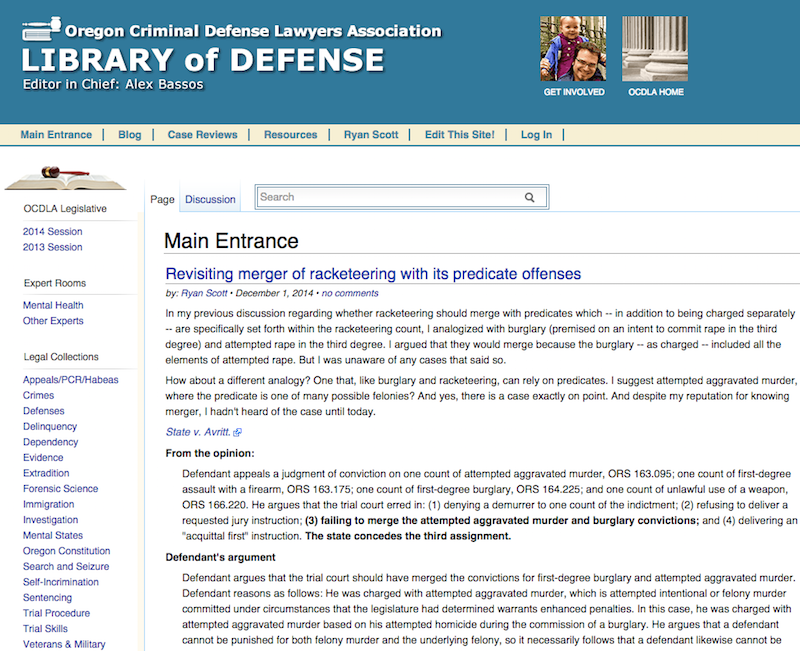 Oregon Criminal Defense Lawyers Association
LIBRARY of DEFENSE
Editor in Chief: Alex Bassos
GET INVOLVED
OCDLA HOME
Main Entrance | Blog | Case Reviews | Resources | Ryan Scott | Edit This Site! | Log In |
OCDLA Legislative
2014 Session
2013 Session
Expert Rooms
Mental Health
Other Experts
Legal Collections
Appeals/PCR/Habeas
Crimes
Defenses
Delinquency
Dependency
Evidence
Extradition
Forensic Science
Immigration
Investigation
Mental States
Oregon Constitution
Search and Seizure
Self-Incrimination
Sentencing
Trial Procedure
Trial Skills
Veterans & Military
Page
Discussion
Search
Main Entrance
Revisiting merger of racketeering with its predicate offenses
by: Ryan Scott • December 1, 2014 • no comments
In my previous discussion regarding whether racketeering should merge with predicates which -- in addition to being charged separately
-- are specifically set forth within the racketeering count, I analogized with burglary (premised on an intent to commit rape in the third
degree) and attempted rape in the third degree. I argued that they would merge because the burglary -- as charged -- included all the
elements of attempted rape. But I was unaware of any cases that said so.
How about a different analogy? One that, like burglary and racketeering, can rely on predicates. I suggest attempted aggravated murder,
where the predicate is one of many possible felonies? And yes, there is a case exactly on point. And despite my reputation for knowing
merger, I hadn't heard of the case until today.
State v. Avritt.
From the opinion:
Defendant appeals a judgment of conviction on one count of attempted aggravated murder, ORS 163.095; one count of first-degree
assault with a firearm, ORS 163.175; one count of first-degree burglary, ORS 164.225; and one count of unlawful use of a weapon,
ORS 166.220. He argues that the trial court erred in: (1) denying a demurrer to one count of the indictment; (2) refusing to deliver a
requested jury instruction; (3) failing to merge the attempted aggravated murder and burglary convictions; and (4) delivering an
"acquittal first" instruction. The state concedes the third assignment.
Defendant's argument
Defendant argues that the trial court should have merged the convictions for first-degree burglary and attempted aggravated murder.
Defendant reasons as follows: He was charged with attempted aggravated murder, which is attempted intentional or felony murder
committed under circumstances that the legislature had determined warrants enhanced penalties. In this case, he was charged with
attempted aggravated murder based on his attempted homicide during the commission of a burglary. He argues that a defendant
cannot be punished for both felony murder and the underlying felony, so it necessarily follows that a defendant likewise cannot be